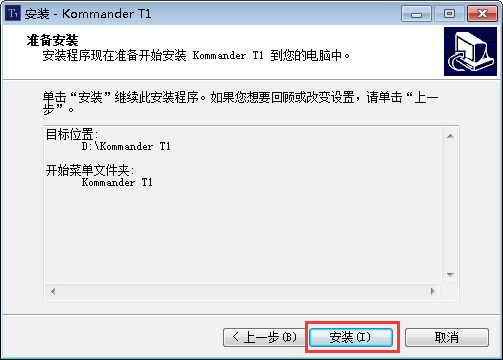 T1 安装 - Kommander T1
准备安装
安装程序现在准备开始安装 Kommander T1 到您的电脑中。
单击“安装”继续此安装程序。如果您想要回顾或改变设置，请单击“上一
步”。
目标位置:
D:\Kommander T1
开始菜单文件夹:
Kommander T1
< 上一步(B) 安装(I) 取消